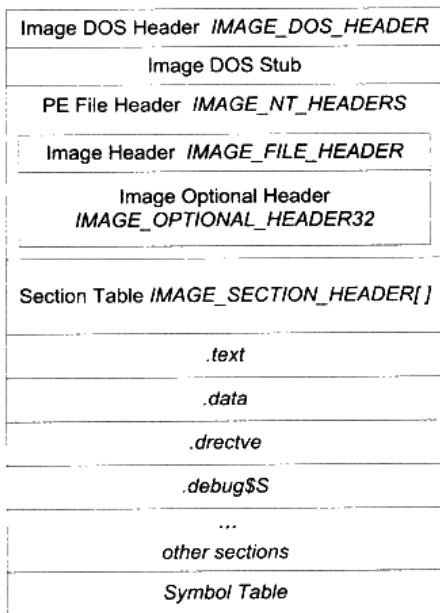 Image DOS Header IMAGE_DOS_HEADER
Image DOS Stub
PE File Header IMAGE_NT_HEADERS
Image Header IMAGE_FILE_HEADER
Image Optional Header
IMAGE_OPTIONAL_HEADER32
Section Table IMAGE_SECTION_HEADER[ ]
.text
.data
.drectve
.debug$S
...
other sections
Symbol Table